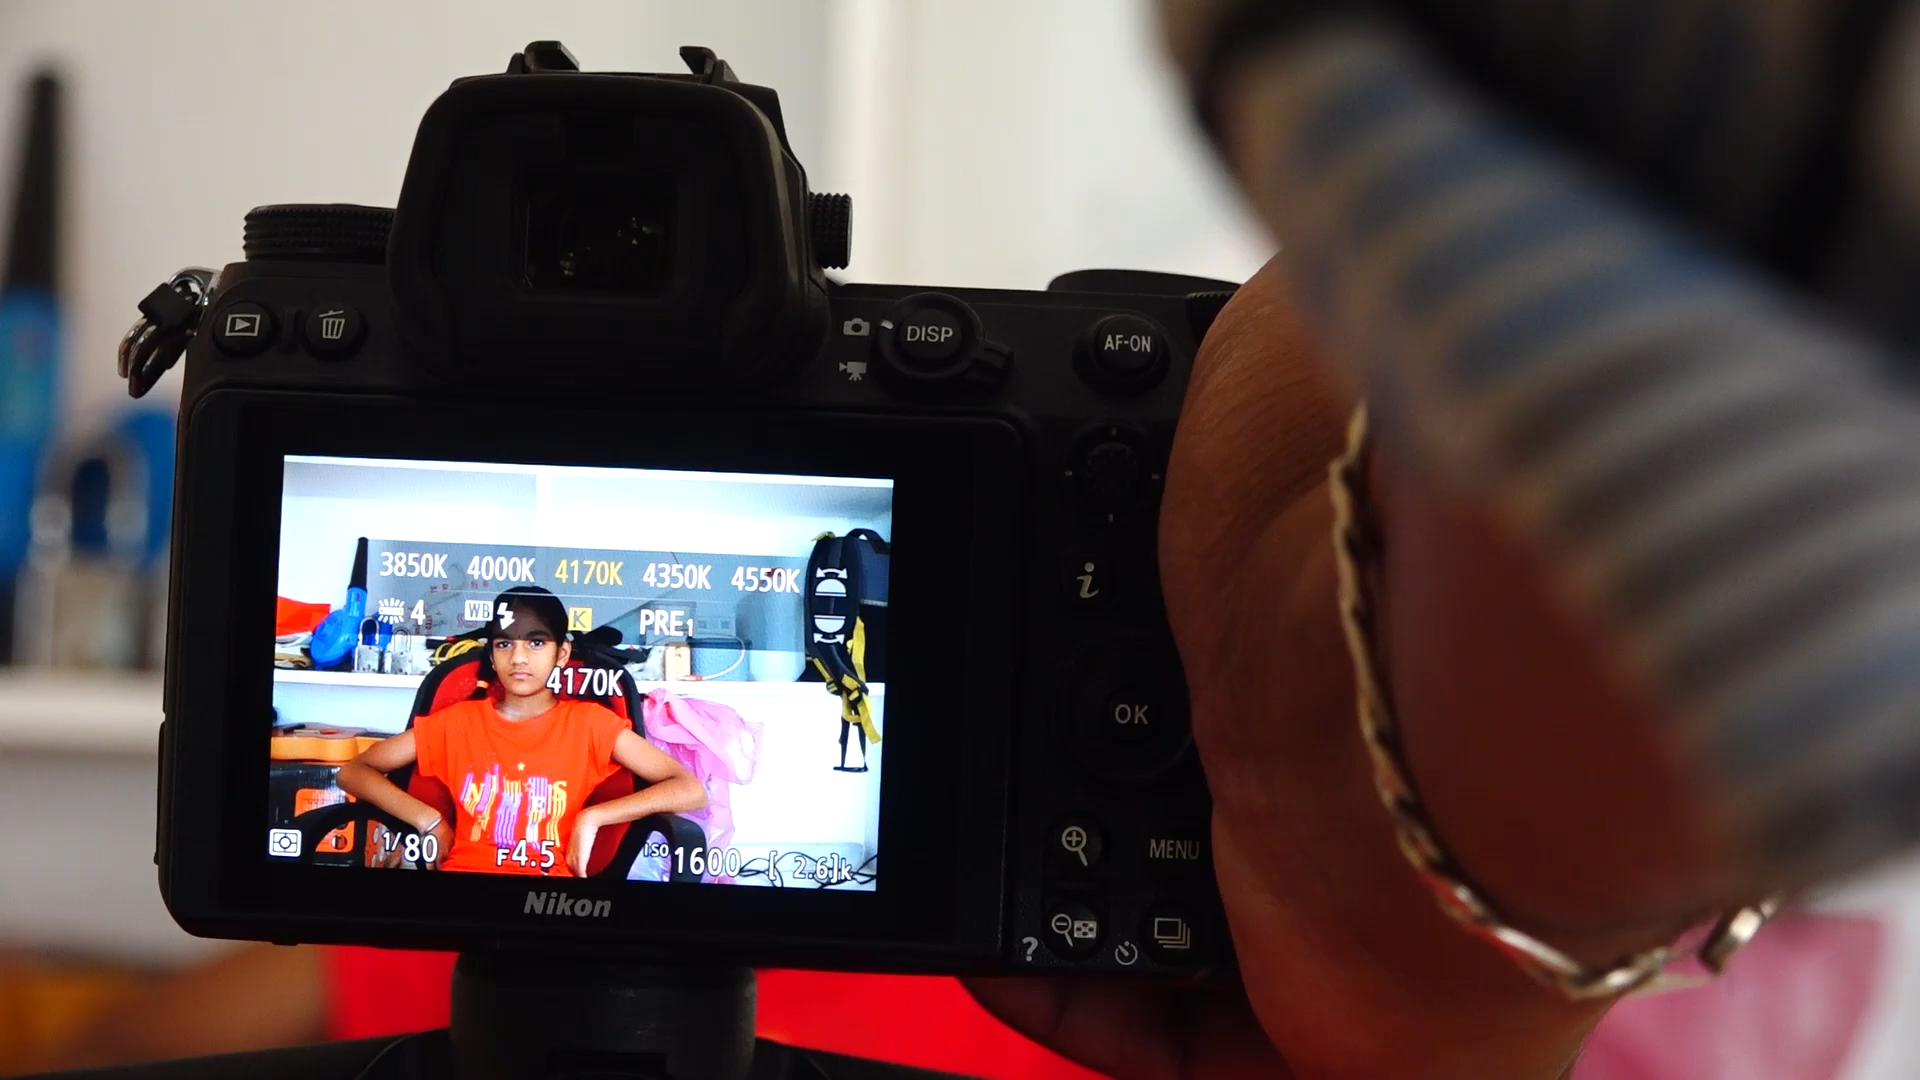 DISP
AF-ON
3850K 4000K 4170K 4350K 4550K
4 WB K PRE1
4170K
i
OK
1/80 F4.5 ISO 1600 [2.6]k
MENU
Nikon
?